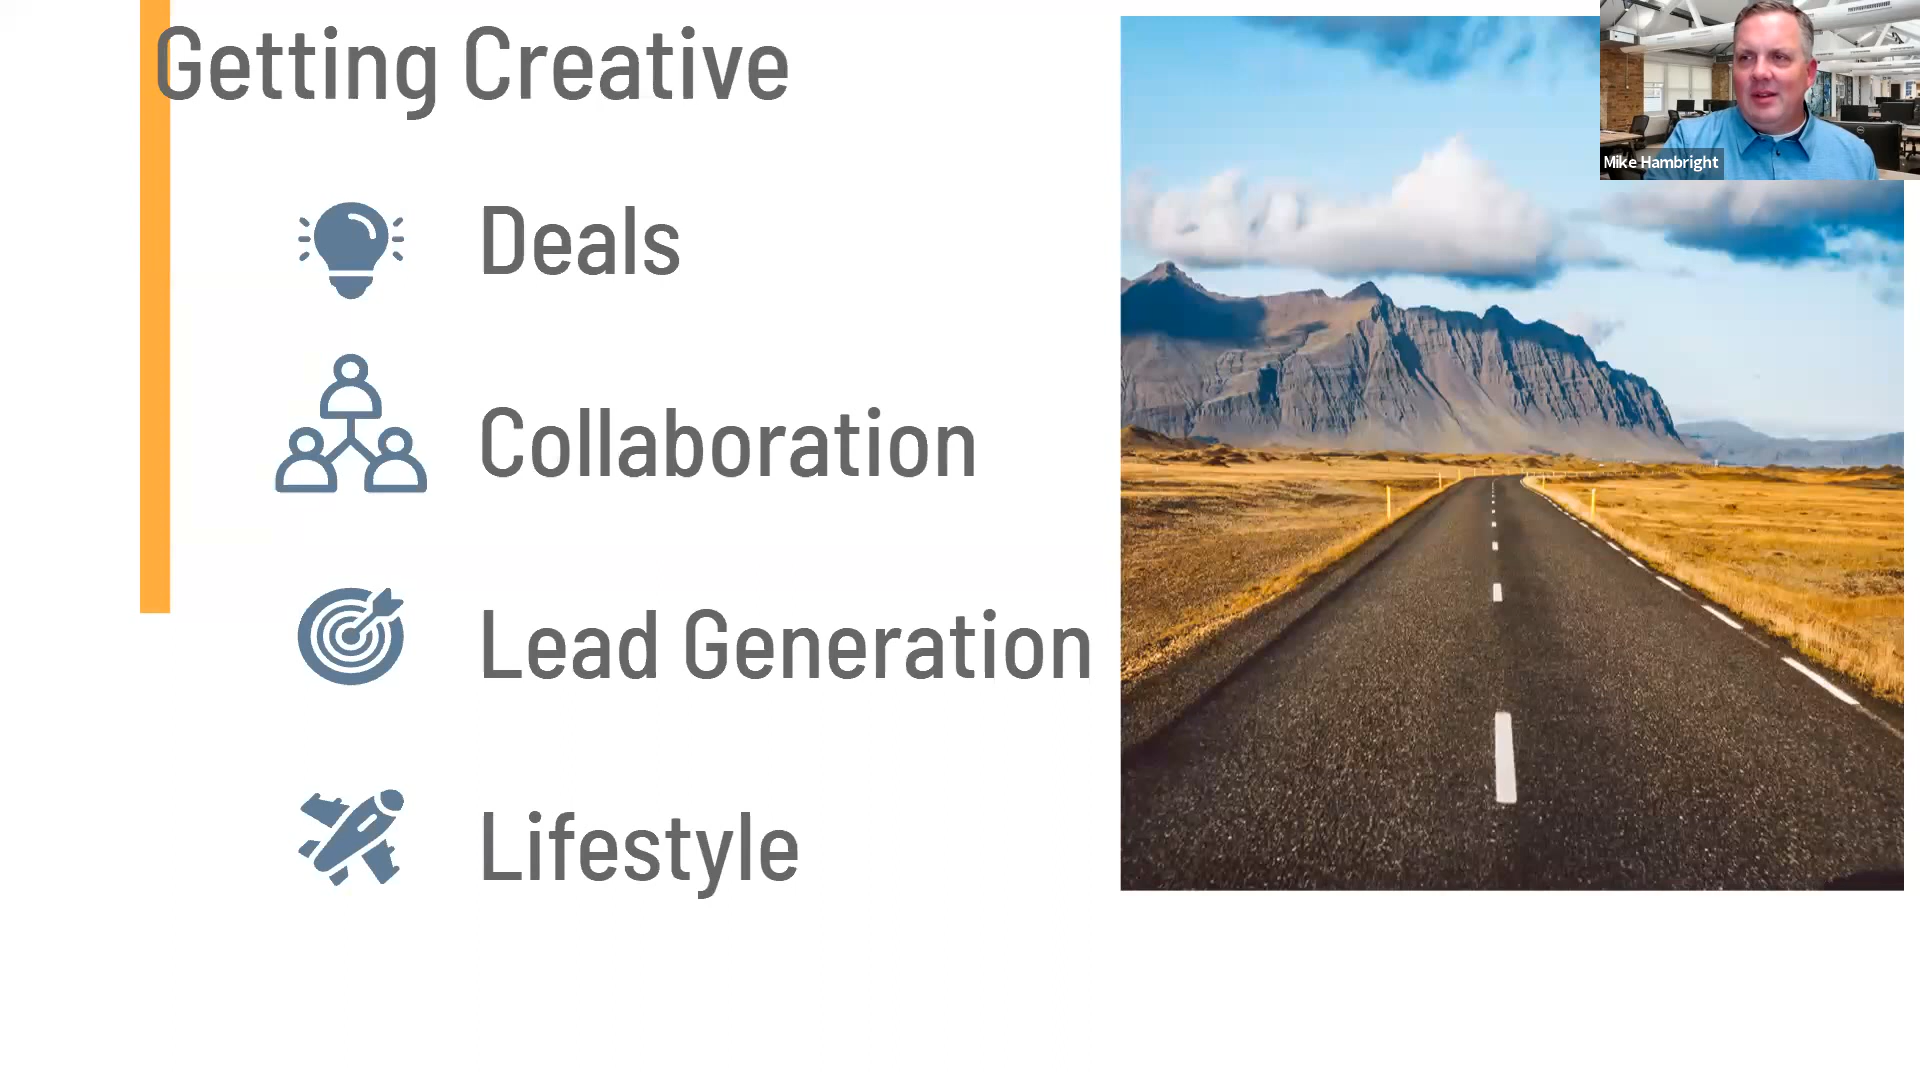 Getting Creative
Mike Hambright
Deals
Collaboration
Lead Generation
Lifestyle